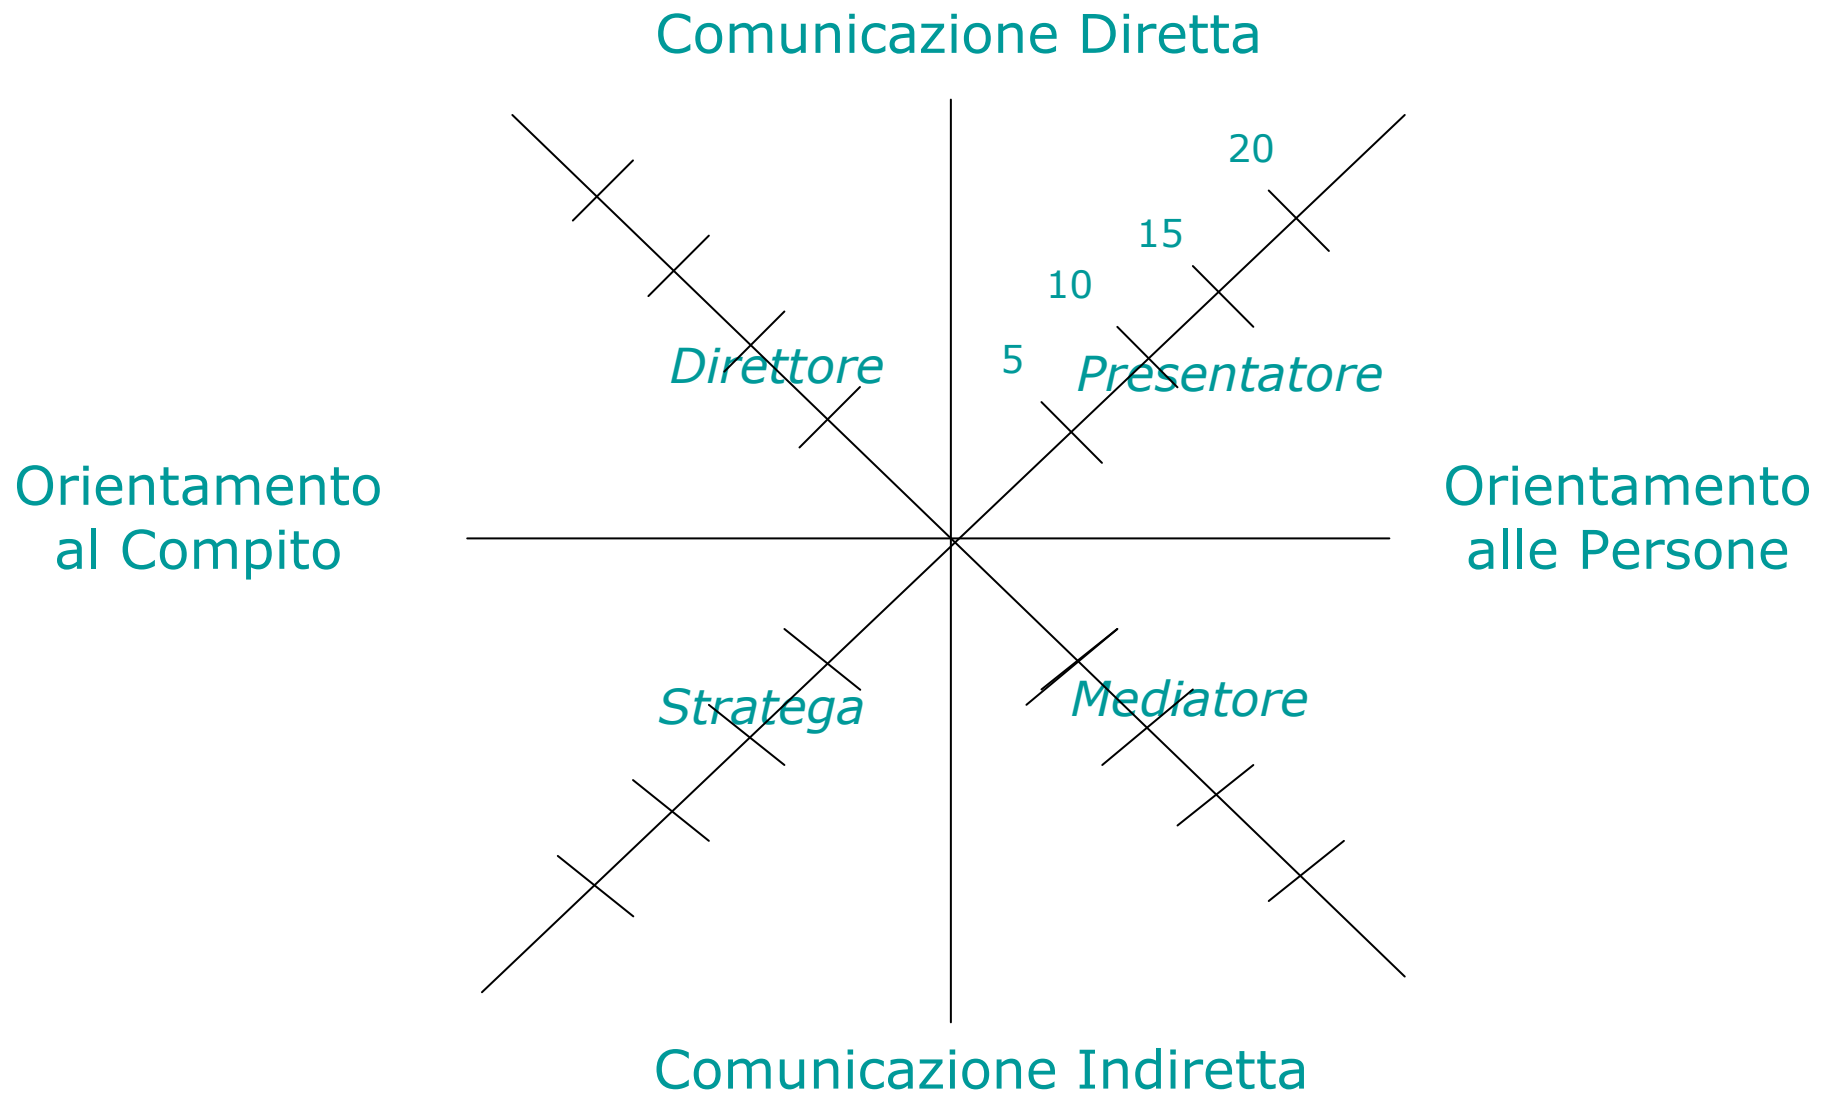 Comunicazione Diretta
20
15
10
5
Direttore
Presentatore
Orientamento
al Compito
Orientamento
alle Persone
Stratega
Mediatore
Comunicazione Indiretta